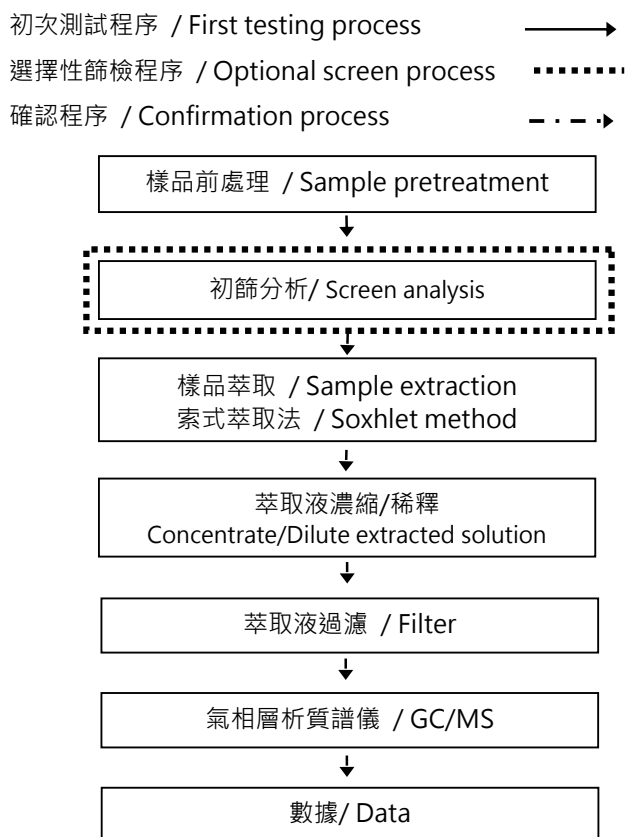 初次測試程序 / First testing process
選擇性篩檢程序 / Optional screen process
確認程序 / Confirmation process
樣品前處理 / Sample pretreatment
初篩分析/ Screen analysis
樣品萃取 / Sample extraction
索式萃取法 / Soxhlet method
萃取液濃縮/稀釋
Concentrate/Dilute extracted solution
萃取液過濾 / Filter
氣相層析質譜儀 / GC/MS
數據/ Data